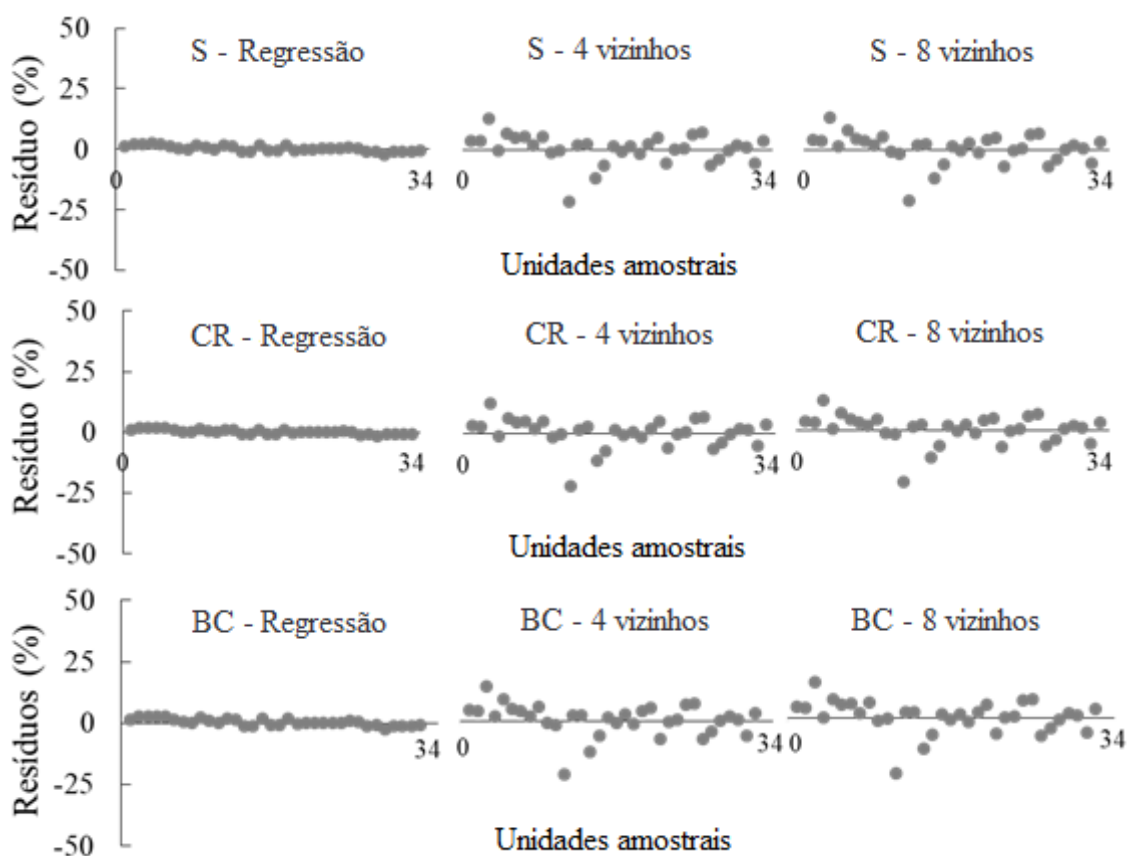 50
S - Regressão
S - 4 vizinhos
S - 8 vizinhos
25
0
-25
-50
Resíduo (%)
0
34
0
34
0
34
Unidades amostrais
50
CR - Regressão
CR - 4 vizinhos
CR - 8 vizinhos
25
0
-25
-50
Resíduo (%)
0
34
0
34
0
34
Unidades amostrais
50
BC - Regressão
BC - 4 vizinhos
BC - 8 vizinhos
25
0
-25
-50
Resíduos (%)
34
0
34
0
34
Unidades amostrais